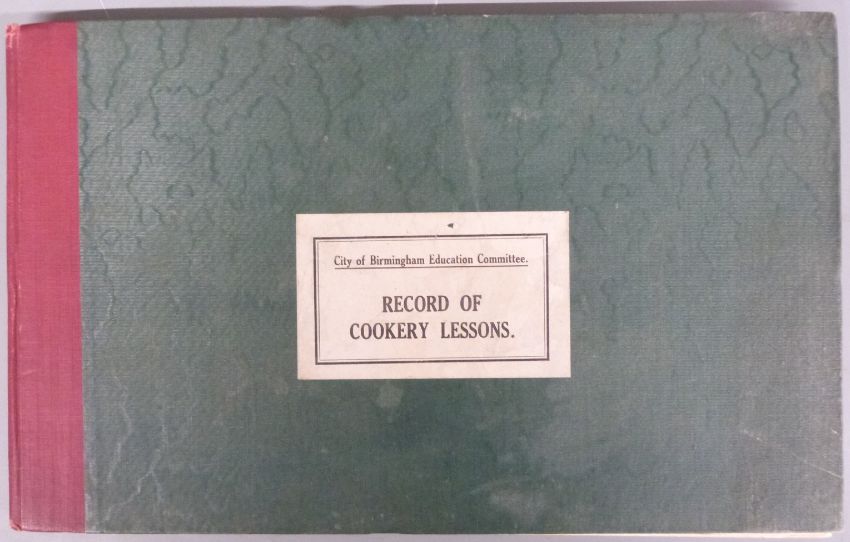 City of Birmingham Education Committee.
RECORD OF
COOKERY LESSONS.